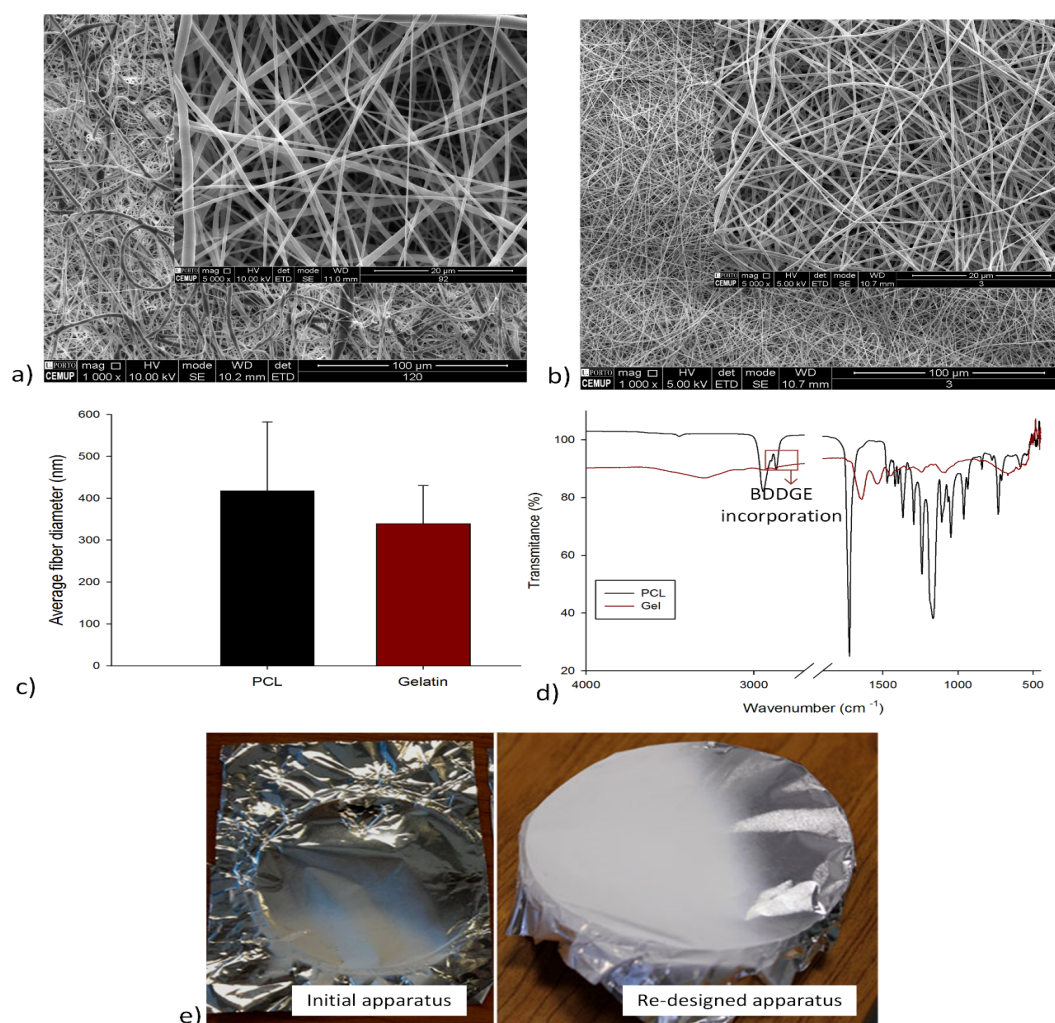 mag HV det mode WD 20 µm
CEMUP 5 000 x 10.00 kV ETD SE 11.0 mm 92
PORTO mag HV mode WD det 100 µm
CEMUP 1 000 x 10.00 kV SE 10.2 mm ETD 120
a)
mag HV det mode WD 20 µm
CEMUP 5 000 x 5.00 kV ETD SE 10.7 mm 3
PORTO mag HV det mode WD 100 µm
CEMUP 1 000 x 5.00 kV ETD SE 10.7 mm 3
b)
600
500
400
300
200
100
0
Average fiber diameter (nm)
PCL Gelatin
c)
100
80
60
40
20
Transmitance (%)
BDDGE
incorporation
PCL
Gel
4000 3000 1500 1000 500
Wavenumber (cm -1)
d)
Initial apparatus
Re-designed apparatus
e)